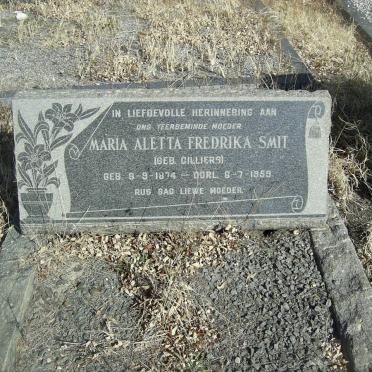 IN LIEFDEVOLLE HERINNERING AAN
ONS TEERBEMINDE MOEDER
MARIA ALETTA FREDRIKA SMIT
(GEB. CILLIERS)
GEB. 8-9-1874 — OORL. 6-7-1959
RUS SAG LIEWE MOEDER